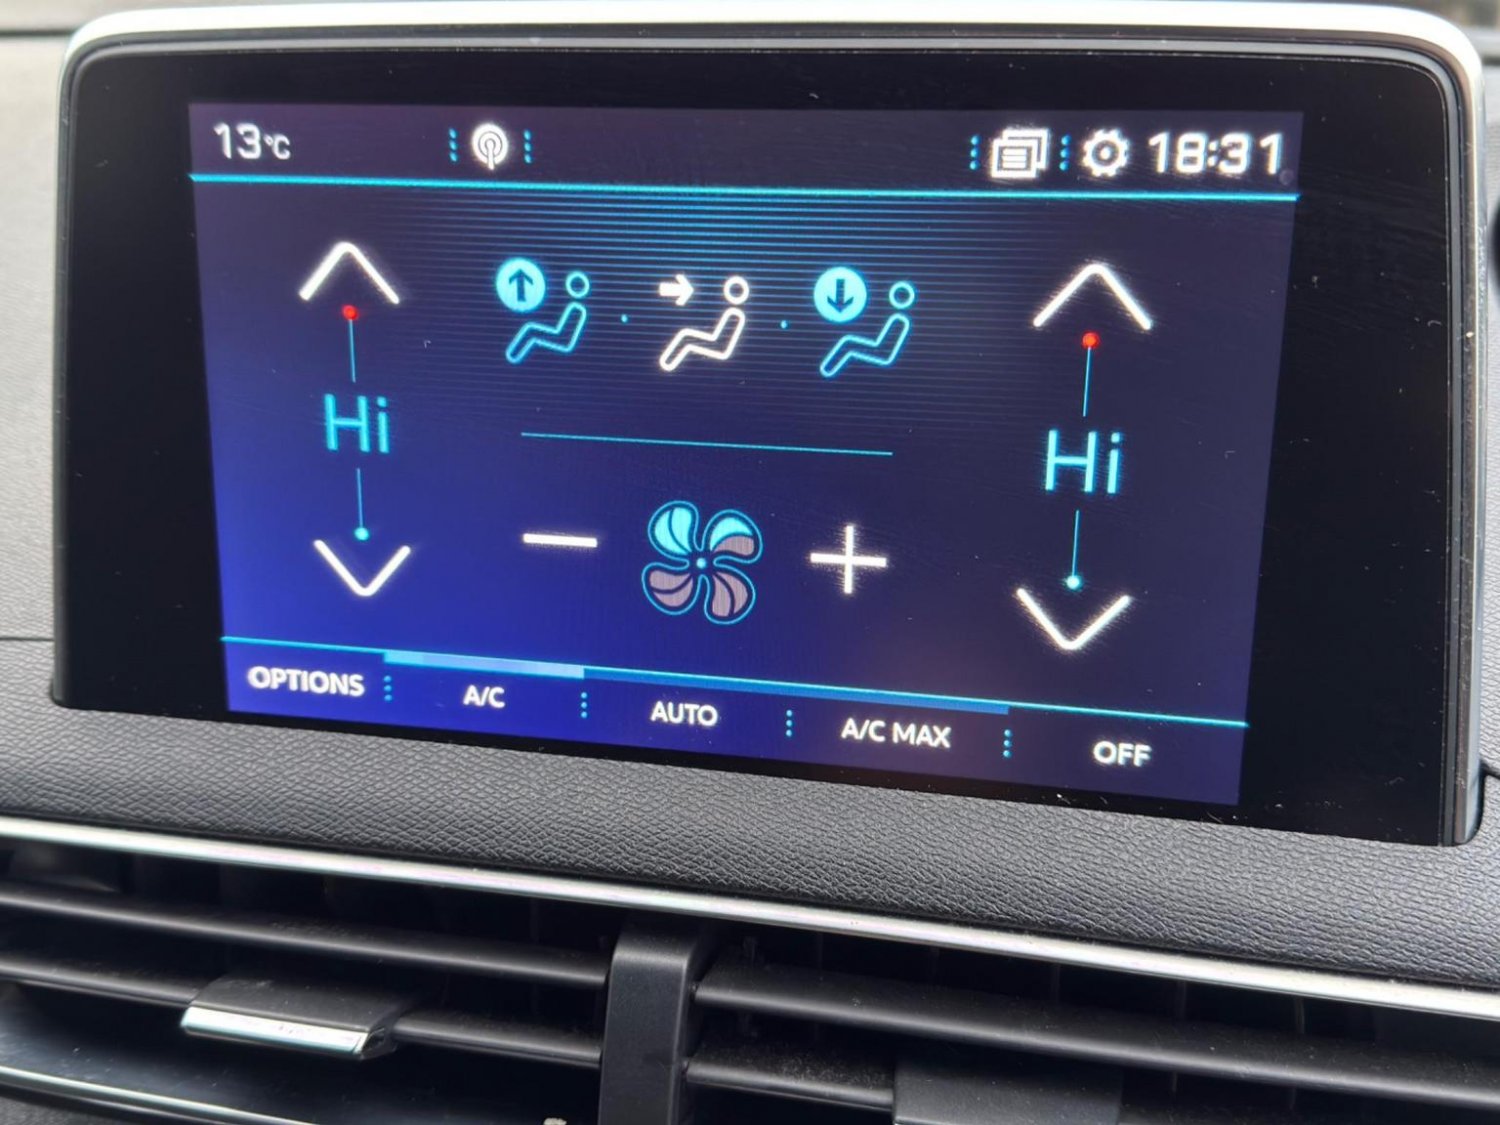 13°C
18:31
Hi
Hi
OPTIONS
A/C
AUTO
A/C MAX
OFF